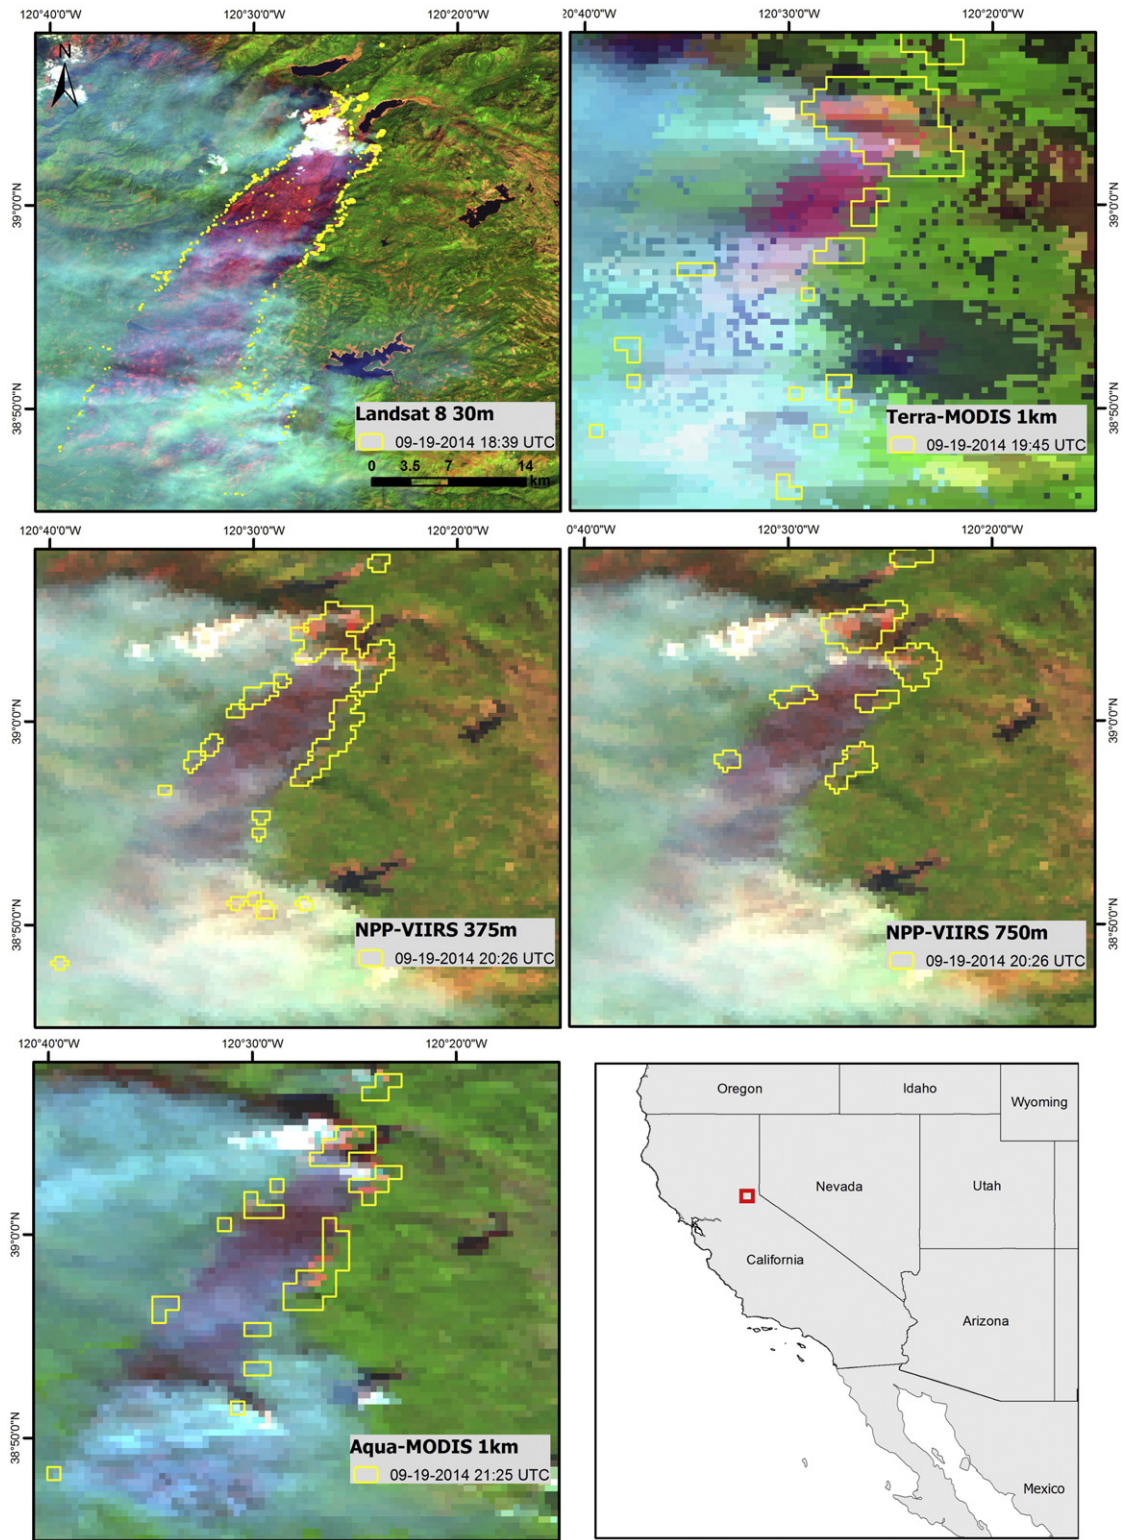 120°40'0"W 120°30'0"W 120°20'0"W
20°40'0"W 120°30'0"W 120°20'0"W
N
39°0'0"N
38°50'0"N
Landsat 8 30m
09-19-2014 18:39 UTC
0 3.5 7 14
km
39°0'0"N
38°50'0"N
Terra-MODIS 1km
09-19-2014 19:45 UTC
120°40'0"W 120°30'0"W 120°20'0"W
0°40'0"W 120°30'0"W 120°20'0"W
39°0'0"N
38°50'0"N
NPP-VIIRS 375m
09-19-2014 20:26 UTC
39°0'0"N
38°50'0"N
NPP-VIIRS 750m
09-19-2014 20:26 UTC
120°40'0"W 120°30'0"W 120°20'0"W
39°0'0"N
38°50'0"N
Aqua-MODIS 1km
09-19-2014 21:25 UTC
Oregon
Idaho
Wyoming
Nevada
Utah
California
Arizona
Mexico